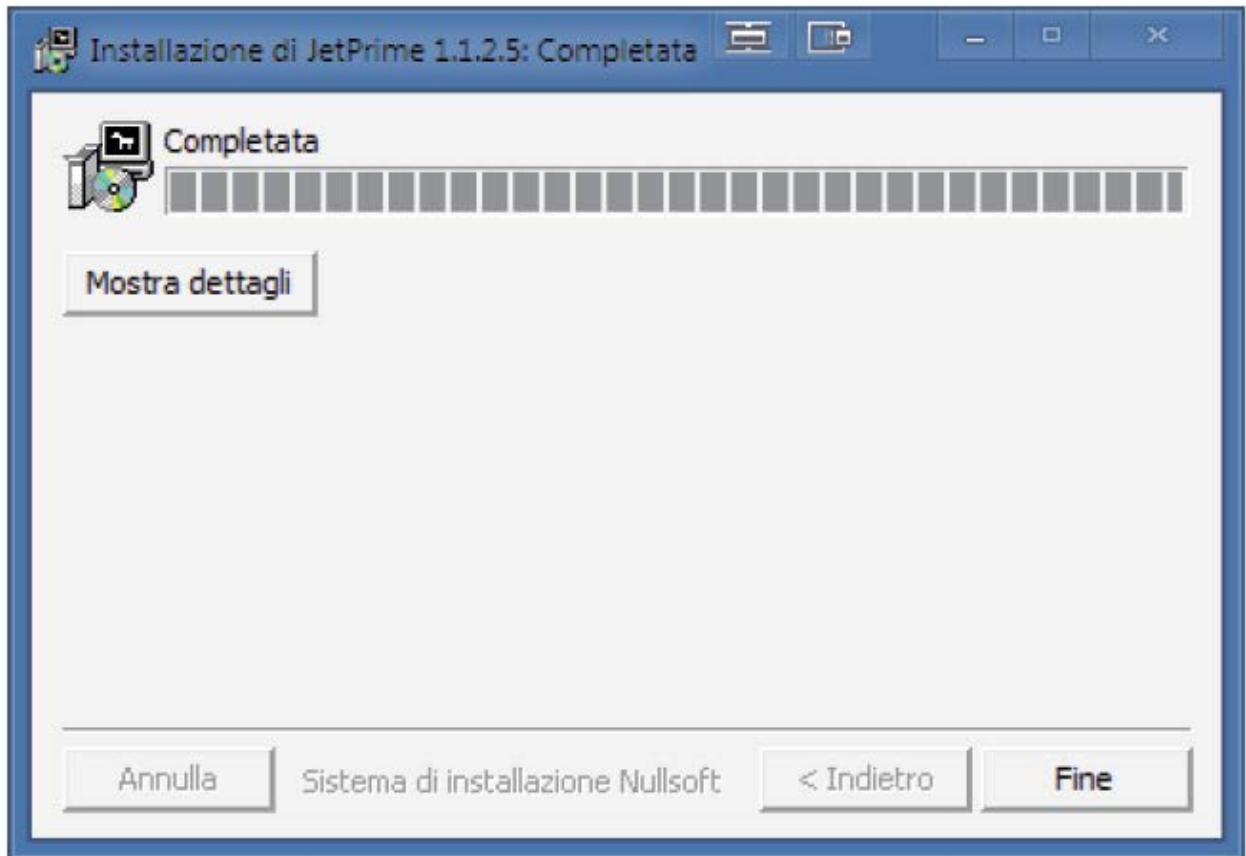 Installazione di JetPrime 1.1.2.5: Completata
Completata
Mostra dettagli
Annulla
Sistema di installazione Nullsoft
< Indietro
Fine